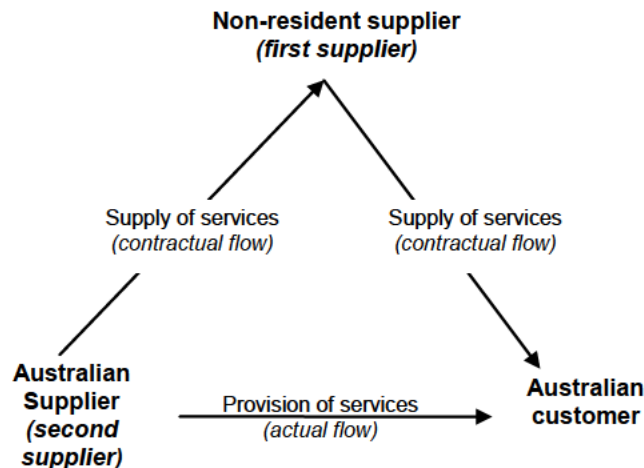 Non-resident supplier
(first supplier)
Supply of services
(contractual flow)
Supply of services
(contractual flow)
Australian
Supplier
(second
supplier)
Provision of services
(actual flow)
Australian
customer